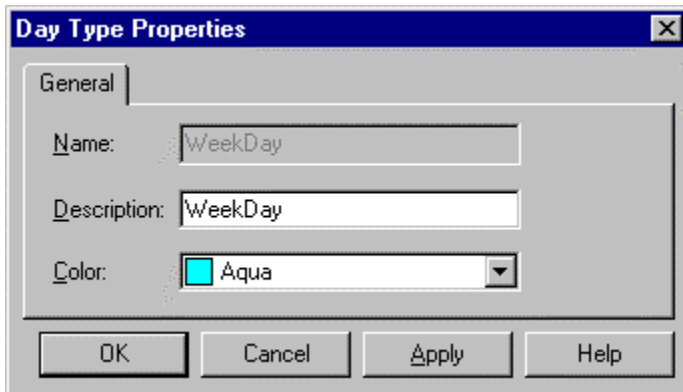 Day Type Properties
General
Name: WeekDay
Description: WeekDay
Color: Aqua
OK Cancel Apply Help